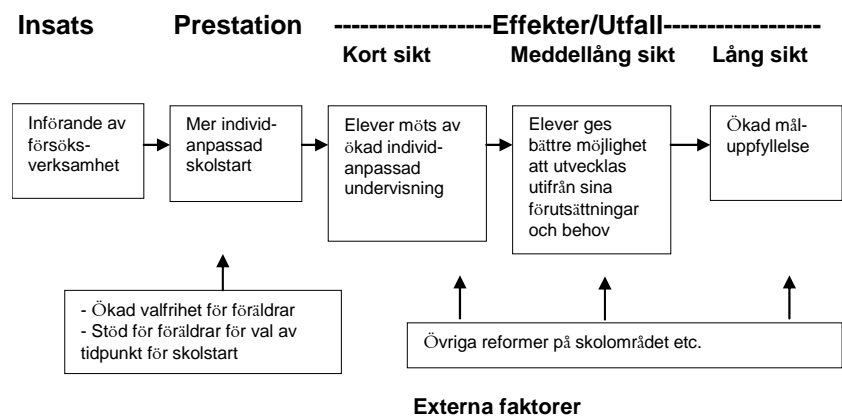 Insats Prestation -----------------Effekter/Utfall-------------------
Kort sikt Meddellång sikt Lång sikt
Införande av
försöks-
verksamhet
Mer individ-
anpassad
skolstart
Elever möts av
ökad individ-
anpassad
undervisning
Elever ges
bättre möjlighet
att utvecklas
utifrån sina
förutsättningar
och behov
Ökad mål-
uppfyllelse
- Ökad valfrihet för föräldrar
- Stöd för föräldrar för val av
tidpunkt för skolstart
Övriga reformer på skolområdet etc.
Externa faktorer